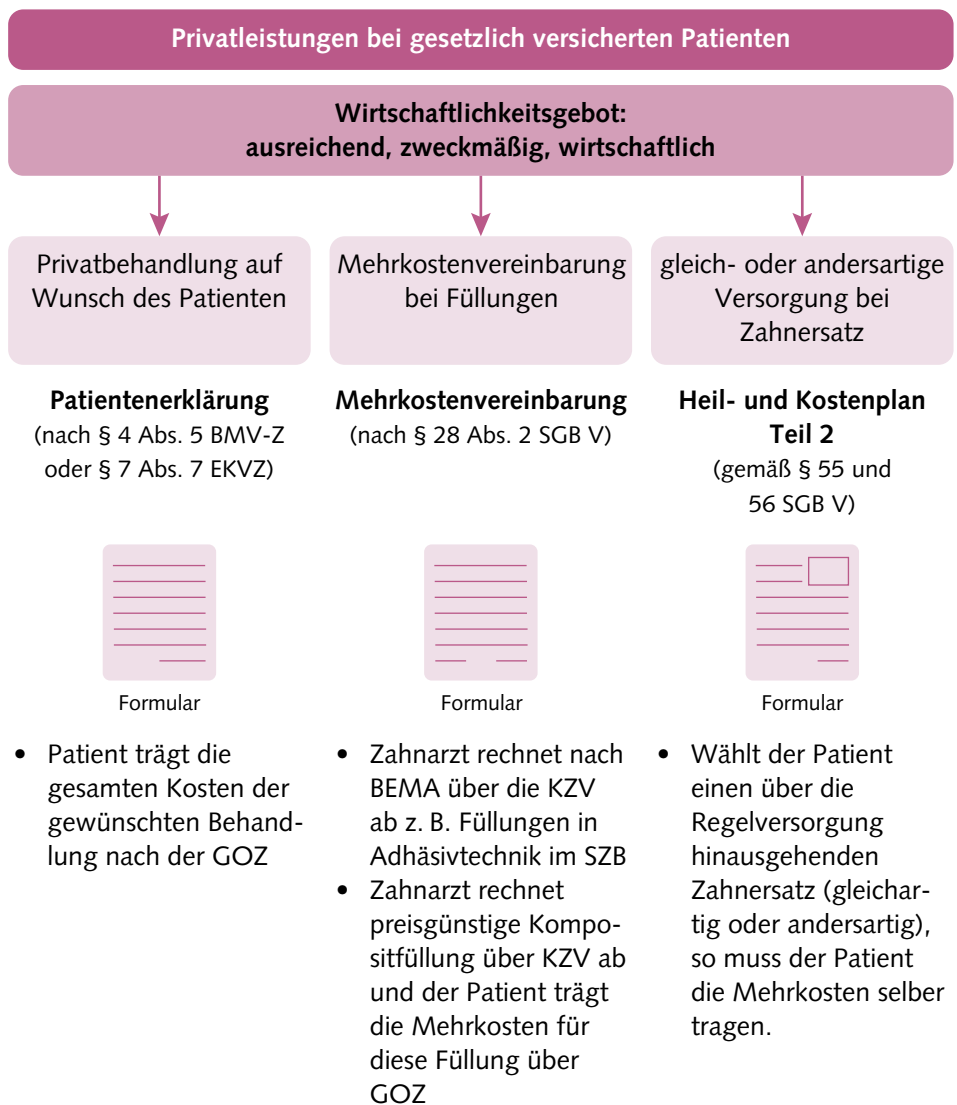 Privatleistungen bei gesetzlich versicherten Patienten
Wirtschaftlichkeitsgebot:
ausreichend, zweckmäßig, wirtschaftlich
Privatbehandlung auf
Wunsch des Patienten
Patientenerklärung
(nach § 4 Abs. 5 BMV-Z
oder § 7 Abs. 7 EKVZ)
Formular
• Patient trägt die
gesamten Kosten der
gewünschten Behand-
lung nach der GOZ
Mehrkostenvereinbarung
bei Füllungen
Mehrkostenvereinbarung
(nach § 28 Abs. 2 SGB V)
Formular
• Zahnarzt rechnet nach
BEMA über die KZV
ab z. B. Füllungen in
Adhäsivtechnik im SZB
• Zahnarzt rechnet
preisgünstige Kompo-
sitfüllung über KZV ab
und der Patient trägt
die Mehrkosten für
diese Füllung über
GOZ
gleich- oder andersartige
Versorgung bei
Zahnersatz
Heil- und Kostenplan
Teil 2
(gemäß § 55 und
56 SGB V)
Formular
• Wählt der Patient
einen über die
Regelversorgung
hinausgehenden
Zahnersatz (gleichar-
tig oder andersartig),
so muss der Patient
die Mehrkosten selber
tragen.